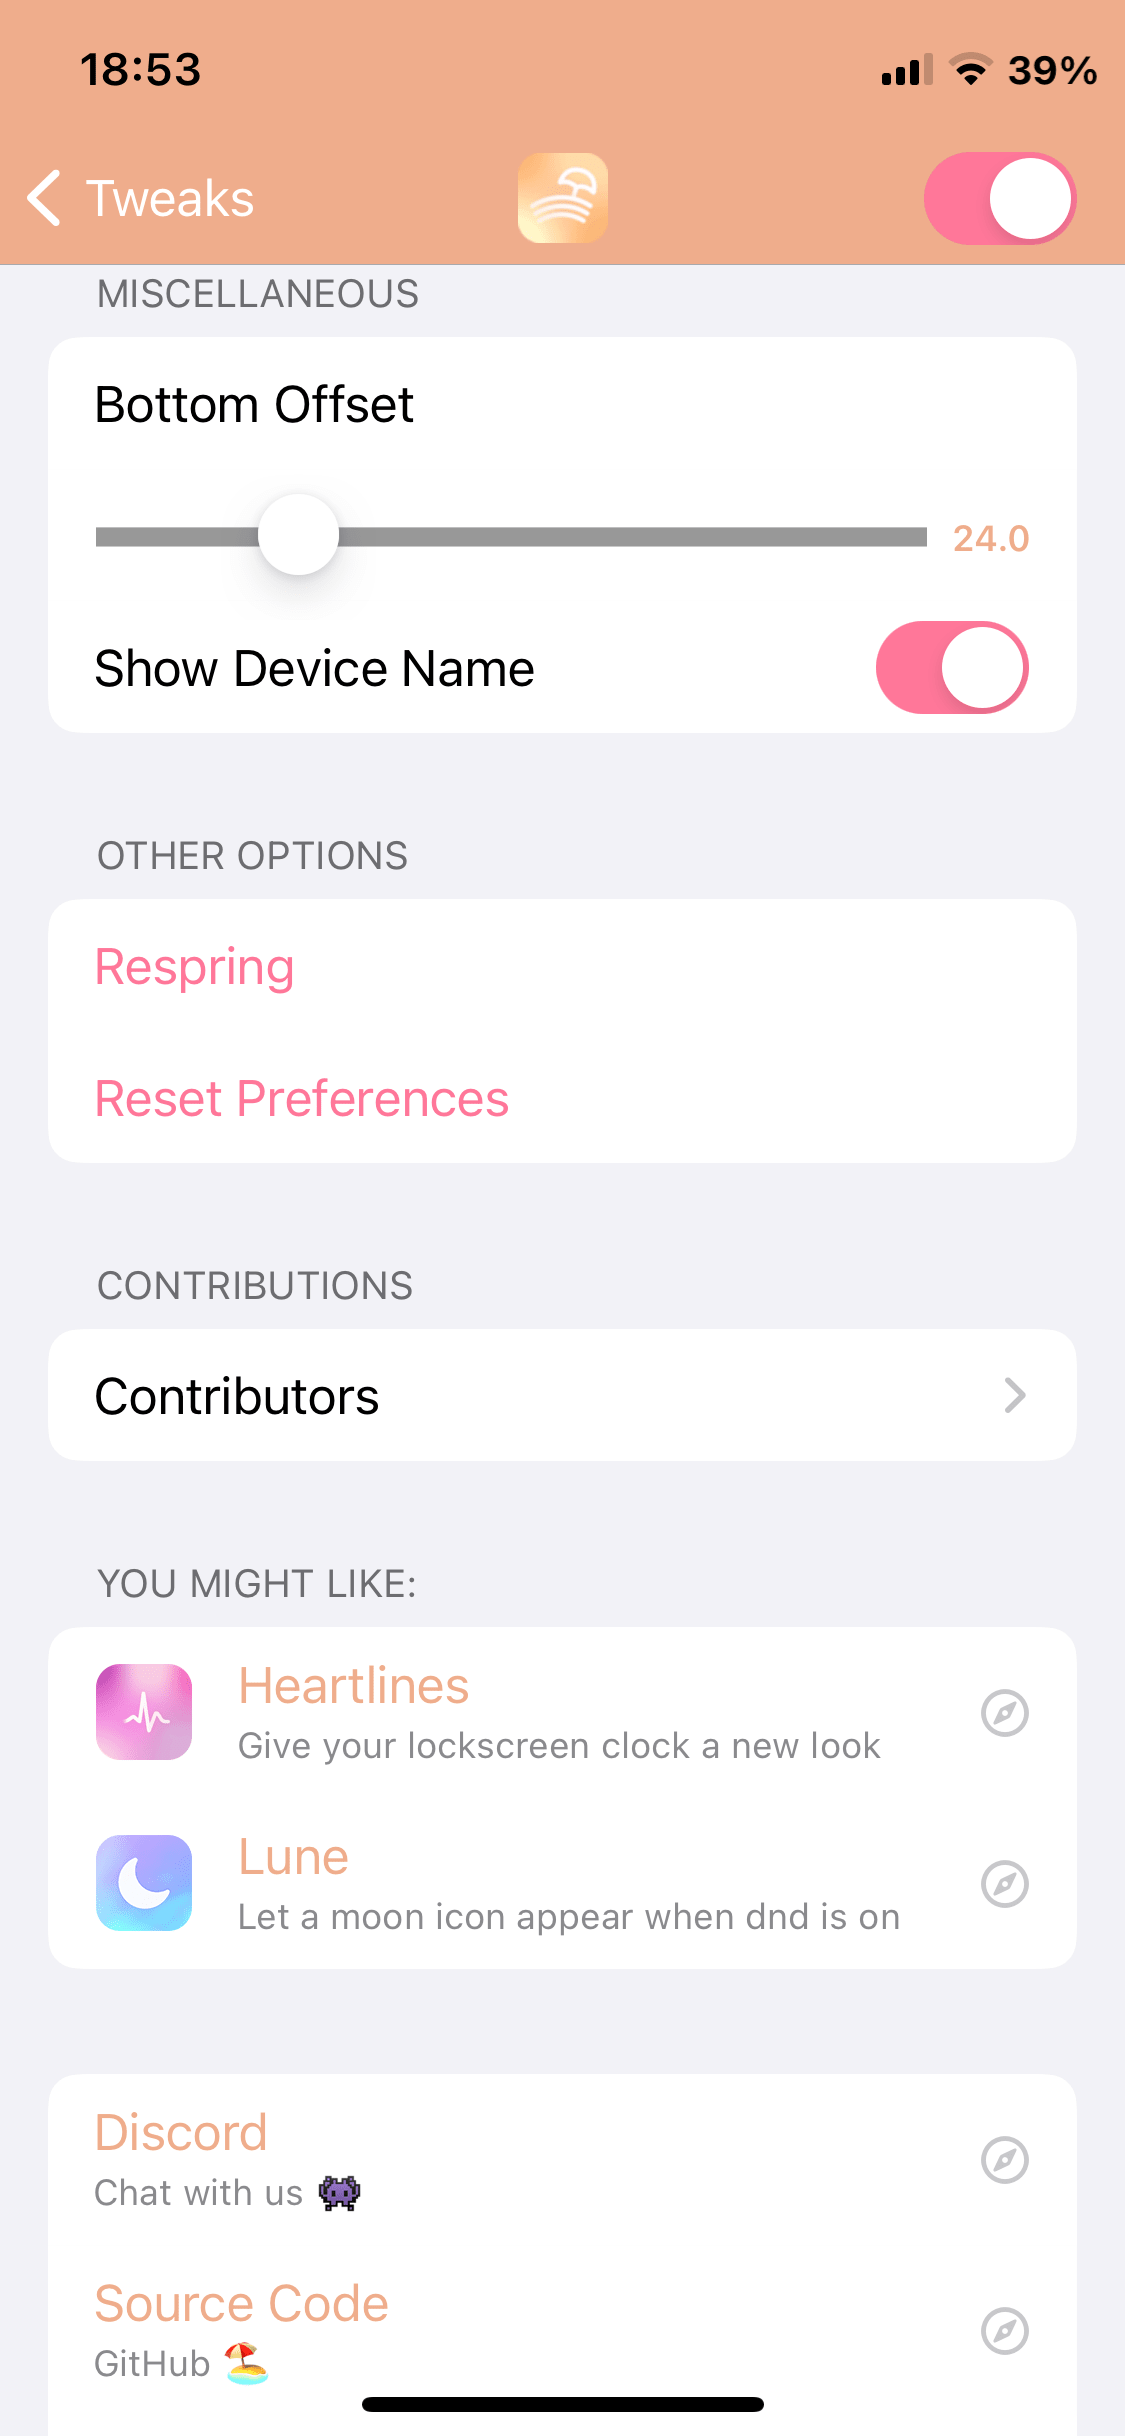 18:53
39%
Tweaks
MISCELLANEOUS
Bottom Offset
24.0
Show Device Name
OTHER OPTIONS
Respring
Reset Preferences
CONTRIBUTIONS
Contributors
YOU MIGHT LIKE:
Heartlines
Give your lockscreen clock a new look
Lune
Let a moon icon appear when dnd is on
Discord
Chat with us 👾
Source Code
GitHub 🏖️